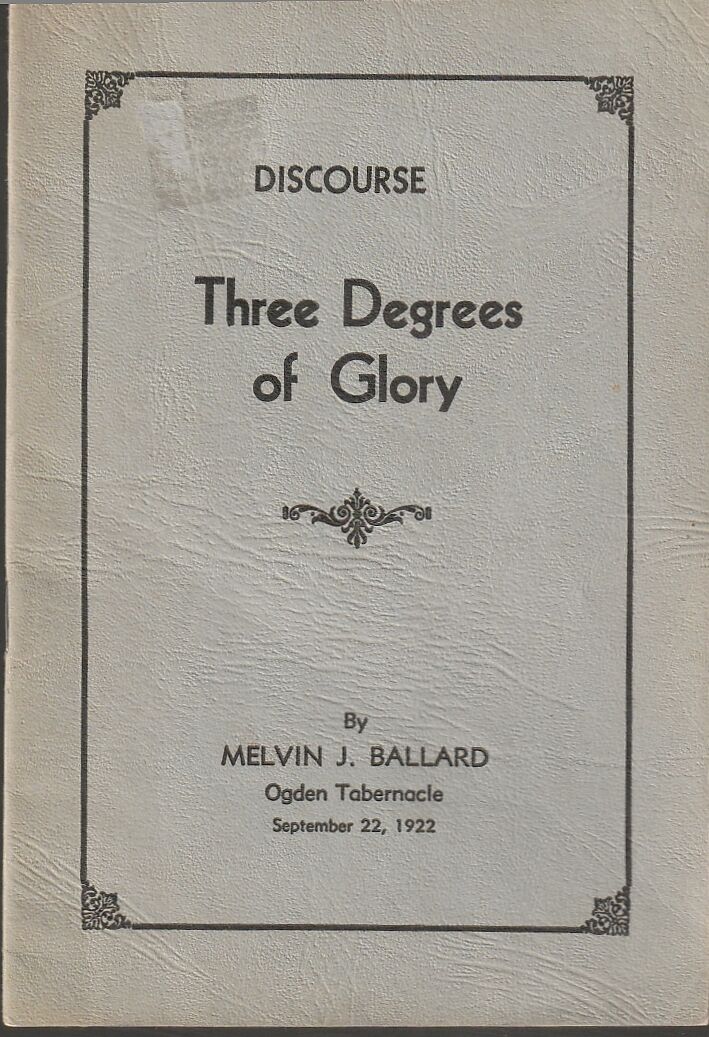 DISCOURSE
Three Degrees
of Glory
By
MELVIN J. BALLARD
Ogden Tabernacle
September 22, 1922